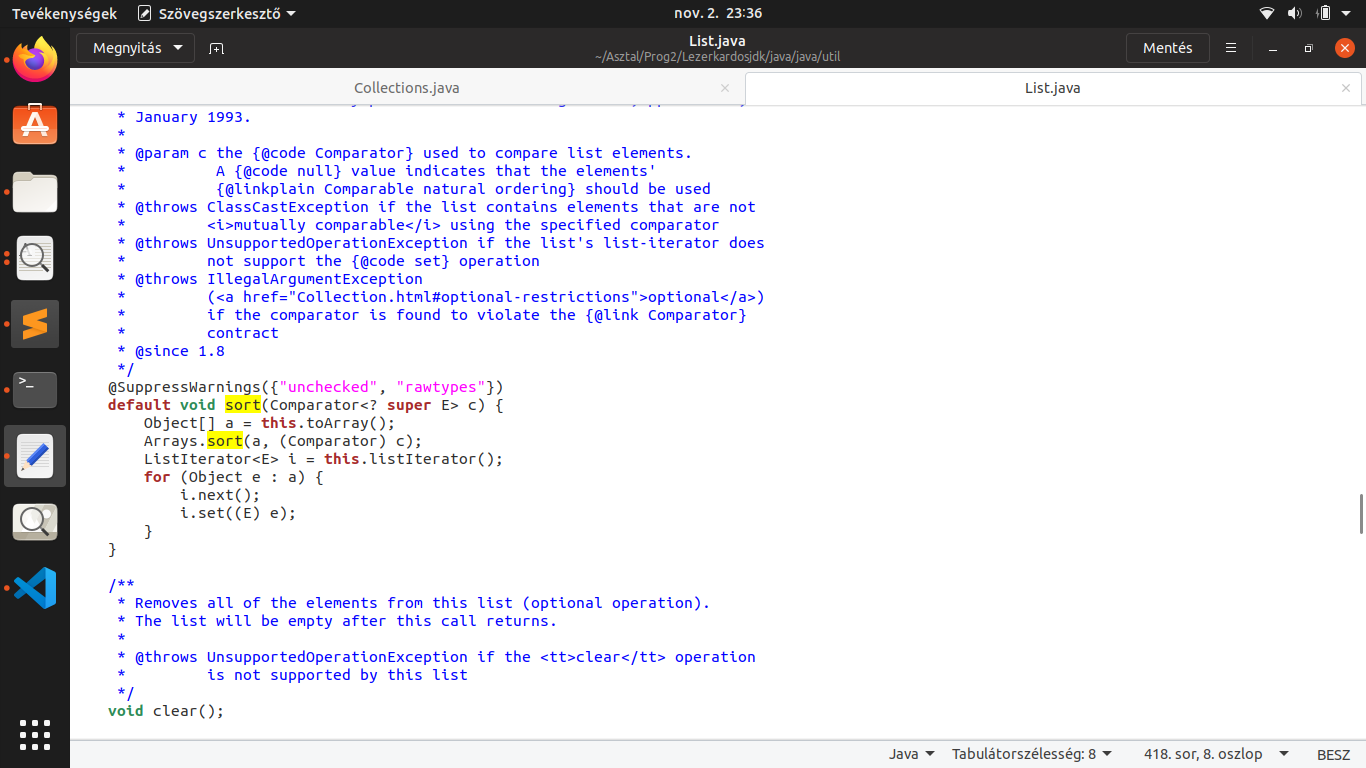 Tevékenységek Szövegszerkesztő nov. 2. 23:36
Megnyitás List.java Mentés
~/Asztal/Prog2/Lezerkardosjdk/java/java/util
Collections.java × List.java ×
* January 1993.
*
* @param c the {@code Comparator} used to compare list elements.
*          A {@code null} value indicates that the elements'
*          {@linkplain Comparable natural ordering} should be used
* @throws ClassCastException if the list contains elements that are not
*         <i>mutually comparable</i> using the specified comparator
* @throws UnsupportedOperationException if the list's list-iterator does
*         not support the {@code set} operation
* @throws IllegalArgumentException
*         (<a href="Collection.html#optional-restrictions">optional</a>)
*         if the comparator is found to violate the {@link Comparator}
*         contract
* @since 1.8
*/
@SuppressWarnings({"unchecked", "rawtypes"})
default void sort(Comparator<? super E> c) {
    Object[] a = this.toArray();
    Arrays.sort(a, (Comparator) c);
    ListIterator<E> i = this.listIterator();
    for (Object e : a) {
        i.next();
        i.set((E) e);
    }
}
/**
* Removes all of the elements from this list (optional operation).
* The list will be empty after this call returns.
*
* @throws UnsupportedOperationException if the <tt>clear</tt> operation
*         is not supported by this list
*/
void clear();
Java Tabulátorszélesség: 8 418. sor, 8. oszlop BESZ